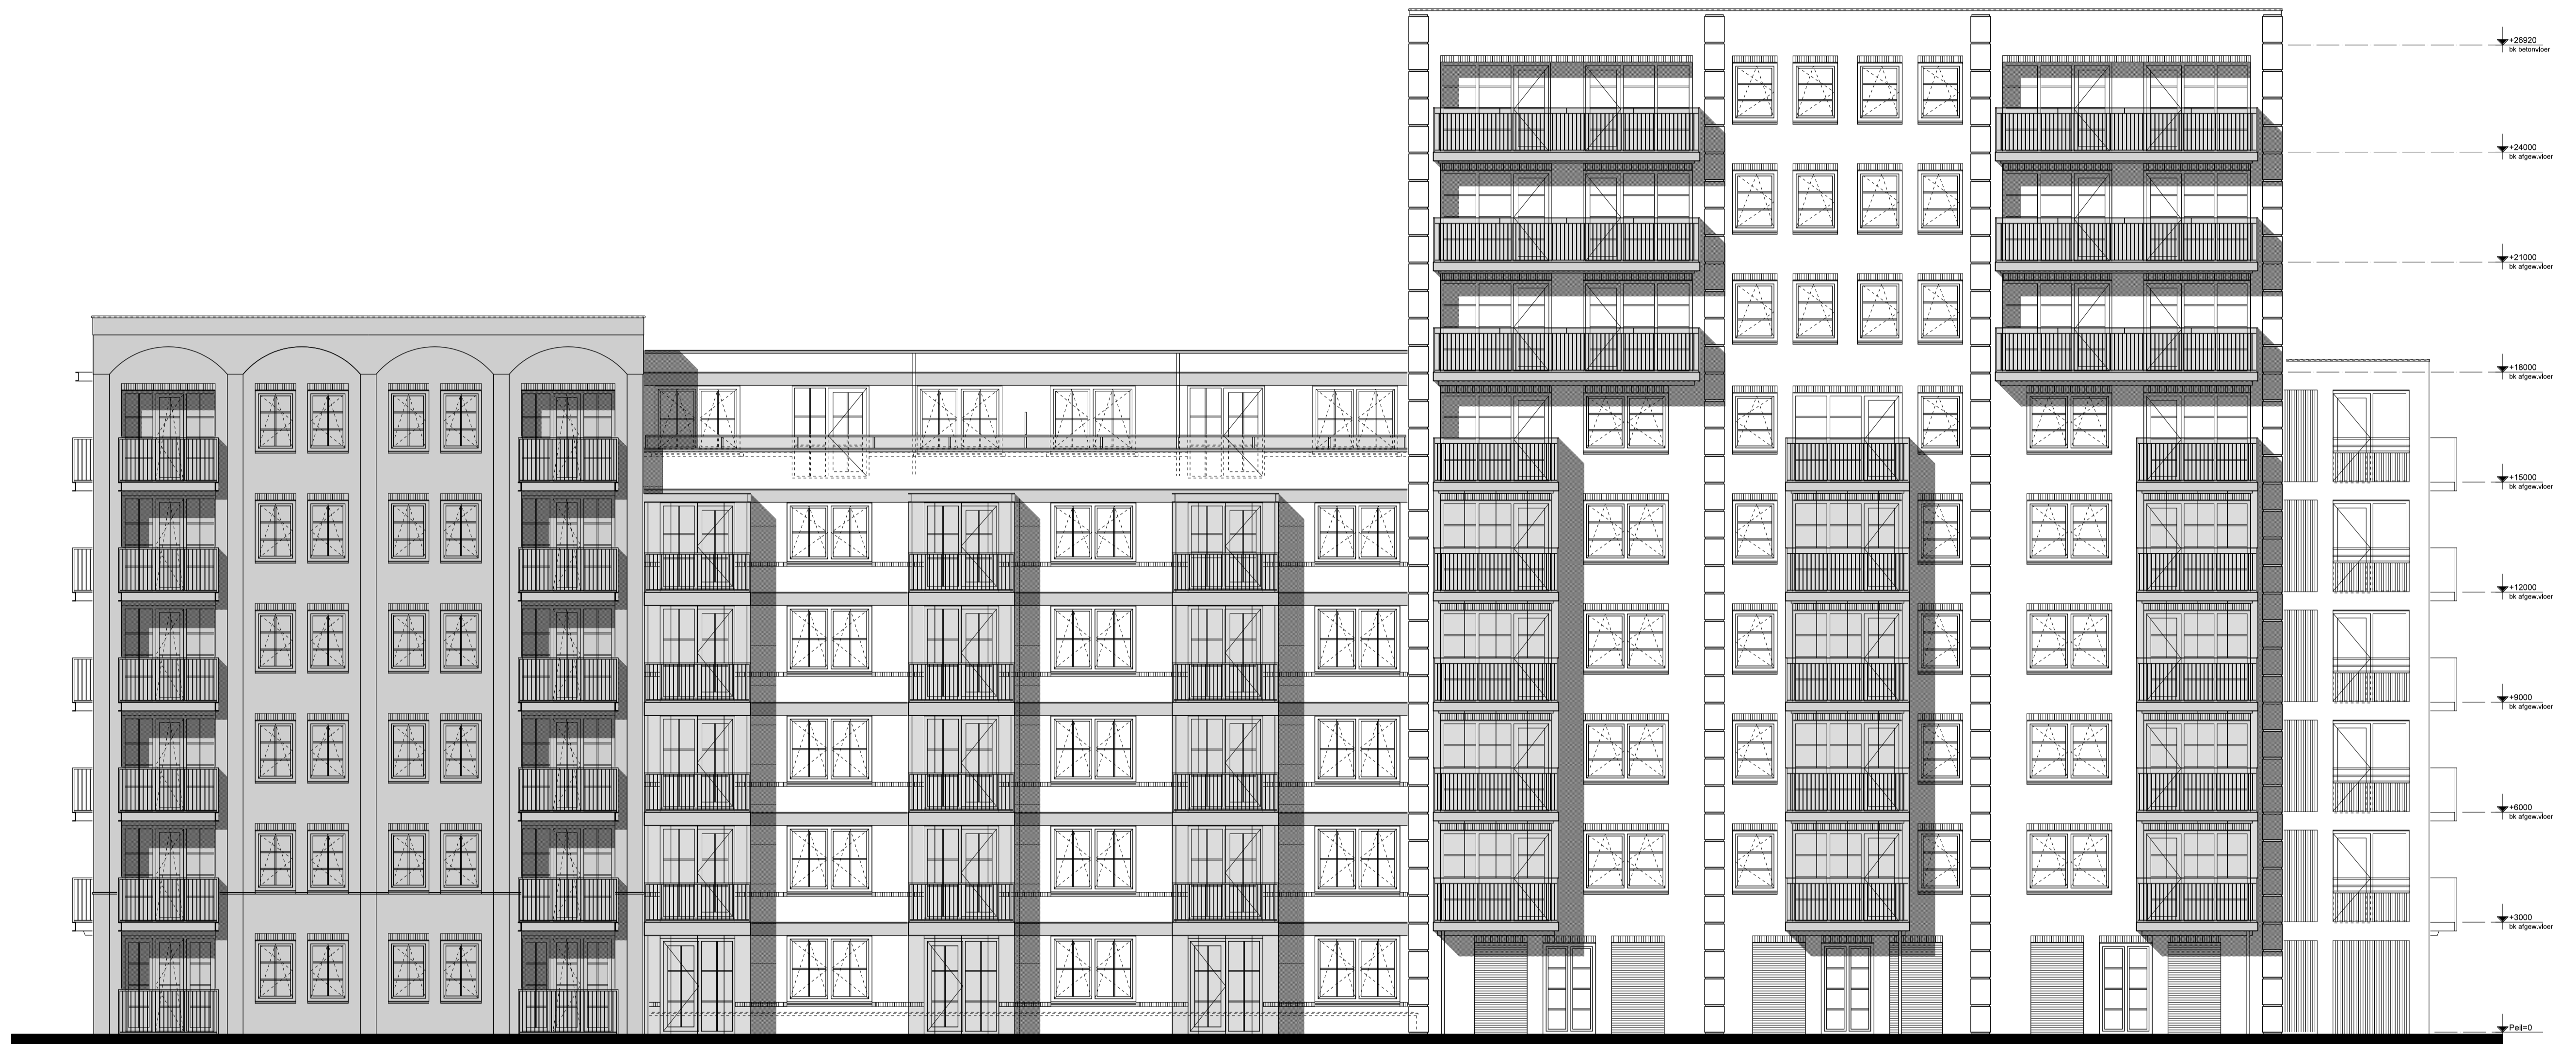 +26920
bk betonvloer
+24000
bk afgew.vloer
+21000
bk afgew.vloer
+18000
bk afgew.vloer
+15000
bk afgew.vloer
+12000
bk afgew.vloer
+9000
bk afgew.vloer
+6000
bk afgew.vloer
+3000
bk afgew.vloer
Peil=0